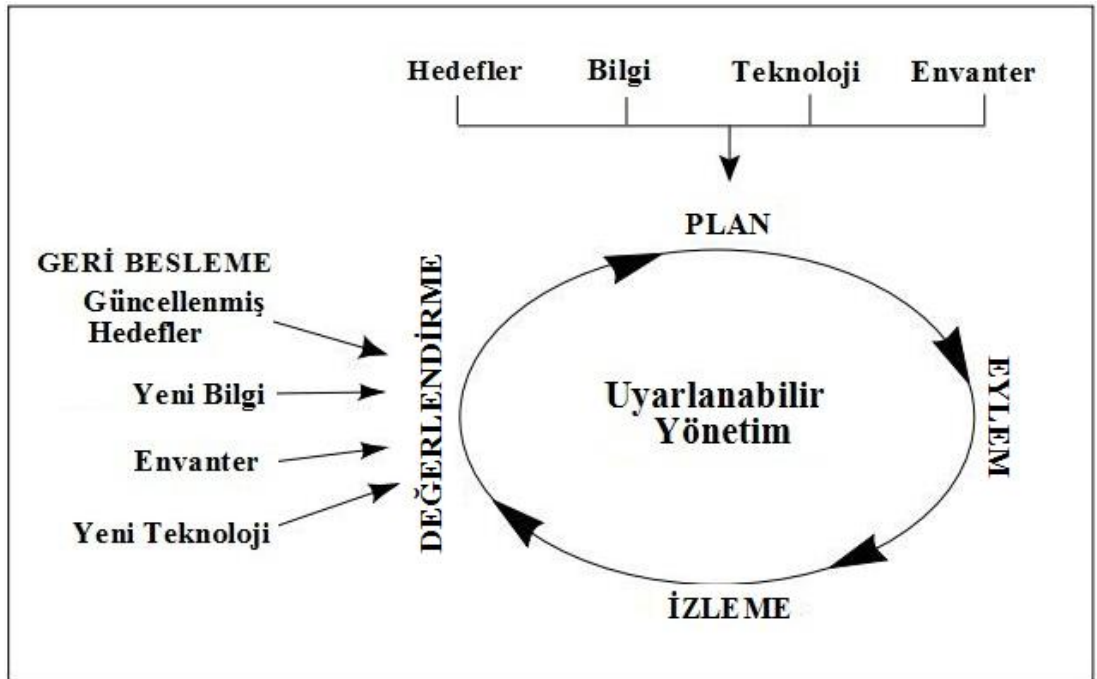 Hedefler Bilgi Teknoloji Envanter
PLAN
GERİ BESLEME
Güncellenmiş
Hedefler
Yeni Bilgi
Envanter
Yeni Teknoloji
DEĞERLENDİRME
Uyarlanabilir
Yönetim
EYLEM
İZLEME